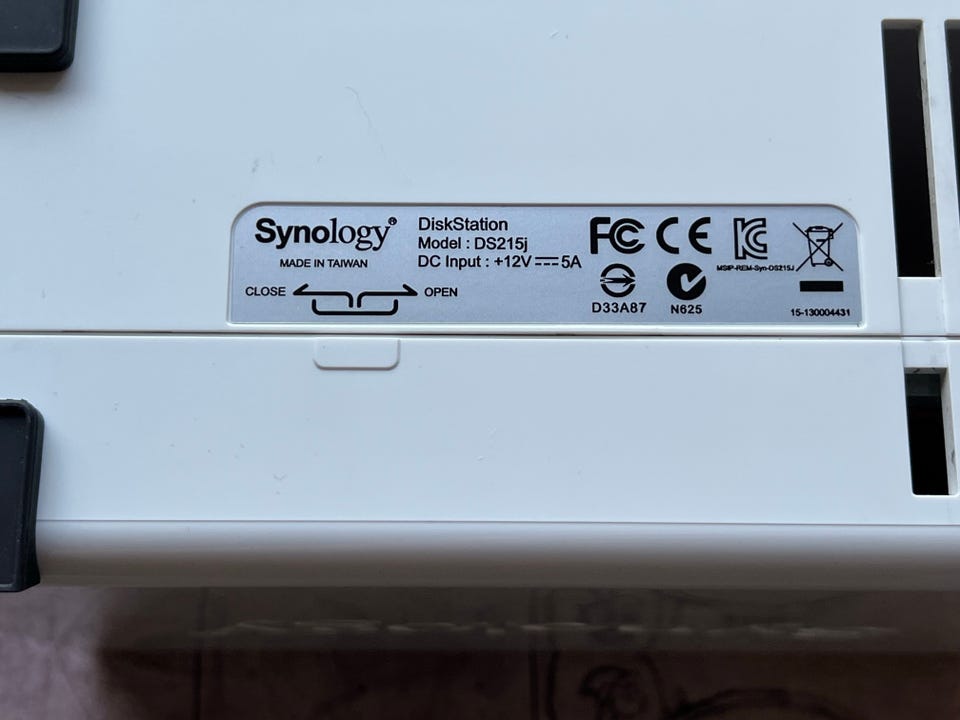 Synology®
MADE IN TAIWAN
CLOSE OPEN
DiskStation
Model : DS215j
DC Input : +12V⎓5A
FC CE
MSIP-REM-Syn-DS215J
D33A87 N625
15-130004431